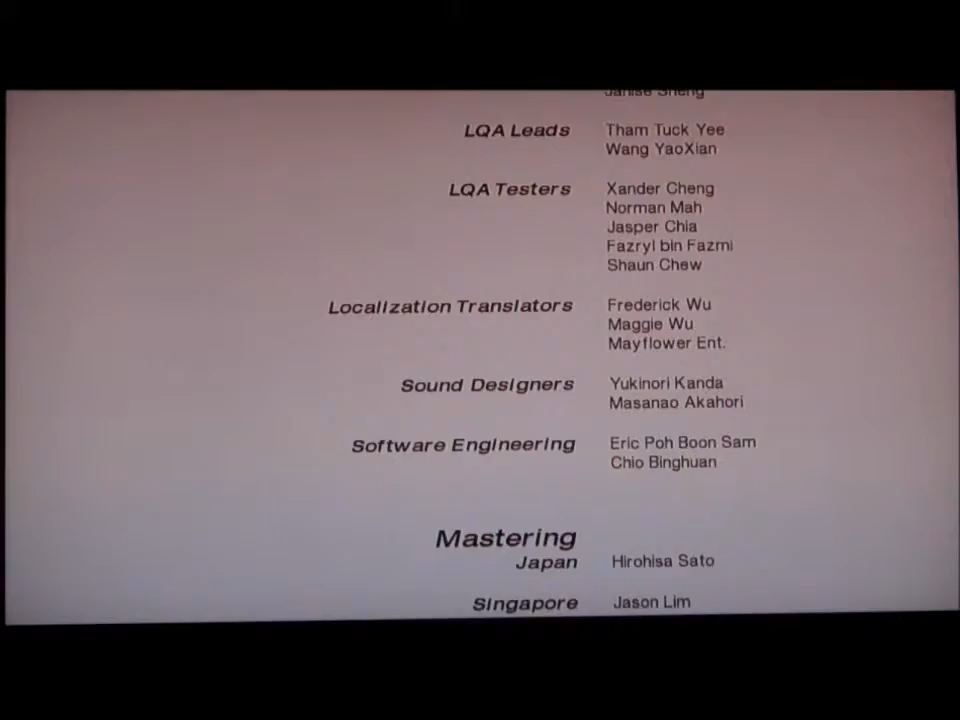 Janise Sheng
LQA Leads Tham Tuck Yee
Wang YaoXian
LQA Testers Xander Cheng
Norman Mah
Jasper Chia
Fazryl bin Fazmi
Shaun Chew
Localization Translators Frederick Wu
Maggie Wu
Mayflower Ent.
Sound Designers Yukinori Kanda
Masanao Akahori
Software Engineering Eric Poh Boon Sam
Chio Binghuan
Mastering
Japan Hirohisa Sato
Singapore Jason Lim